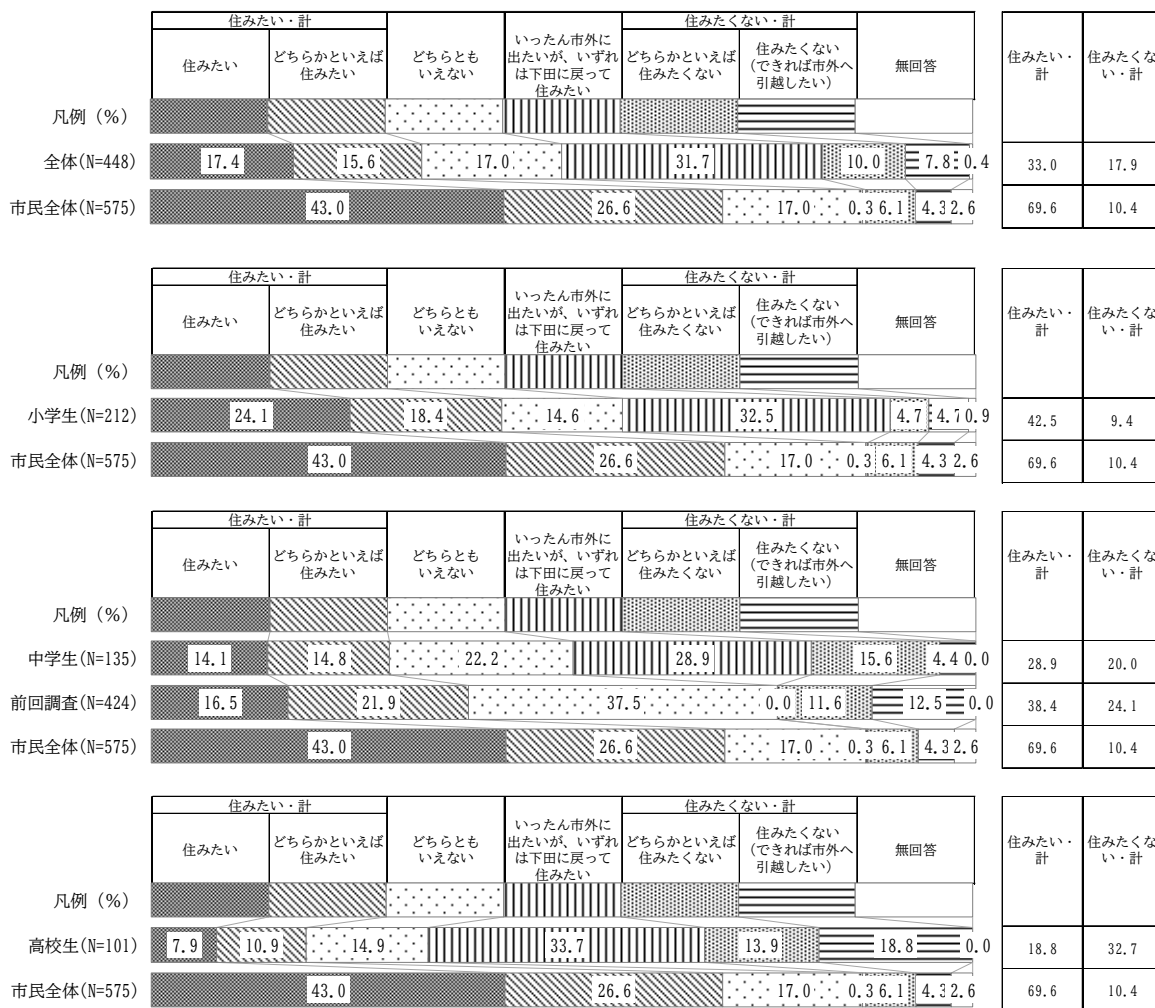 住みたい・計
住みたくない・計
住みたい
どちらかといえば
住みたい
どちらとも
いえない
いったん市外に
出たいが、いずれ
は下田に戻って
住みたい
どちらかといえば
住みたくない
住みたくない
(できれば市外へ
引越したい)
無回答
住みたい・
計
住みたくな
い・計
凡例 (%)
全体(N=448) 17.4 15.6 17.0 31.7 10.0 7.8 0.4 33.0 17.9
市民全体(N=575) 43.0 26.6 17.0 0.3 6.1 4.3 2.6 69.6 10.4
住みたい・計
住みたくない・計
住みたい
どちらかといえば
住みたい
どちらとも
いえない
いったん市外に
出たいが、いずれ
は下田に戻って
住みたい
どちらかといえば
住みたくない
住みたくない
(できれば市外へ
引越したい)
無回答
住みたい・
計
住みたくな
い・計
凡例 (%)
小学生(N=212) 24.1 18.4 14.6 32.5 4.7 4.7 0.9 42.5 9.4
市民全体(N=575) 43.0 26.6 17.0 0.3 6.1 4.3 2.6 69.6 10.4
住みたい・計
住みたくない・計
住みたい
どちらかといえば
住みたい
どちらとも
いえない
いったん市外に
出たいが、いずれ
は下田に戻って
住みたい
どちらかといえば
住みたくない
住みたくない
(できれば市外へ
引越したい)
無回答
住みたい・
計
住みたくな
い・計
凡例 (%)
中学生(N=135) 14.1 14.8 22.2 28.9 15.6 4.4 0.0 28.9 20.0
前回調査(N=424) 16.5 21.9 37.5 0.0 11.6 12.5 0.0 38.4 24.1
市民全体(N=575) 43.0 26.6 17.0 0.3 6.1 4.3 2.6 69.6 10.4
住みたい・計
住みたくない・計
住みたい
どちらかといえば
住みたい
どちらとも
いえない
いったん市外に
出たいが、いずれ
は下田に戻って
住みたい
どちらかといえば
住みたくない
住みたくない
(できれば市外へ
引越したい)
無回答
住みたい・
計
住みたくな
い・計
凡例 (%)
高校生(N=101) 7.9 10.9 14.9 33.7 13.9 18.8 0.0 18.8 32.7
市民全体(N=575) 43.0 26.6 17.0 0.3 6.1 4.3 2.6 69.6 10.4